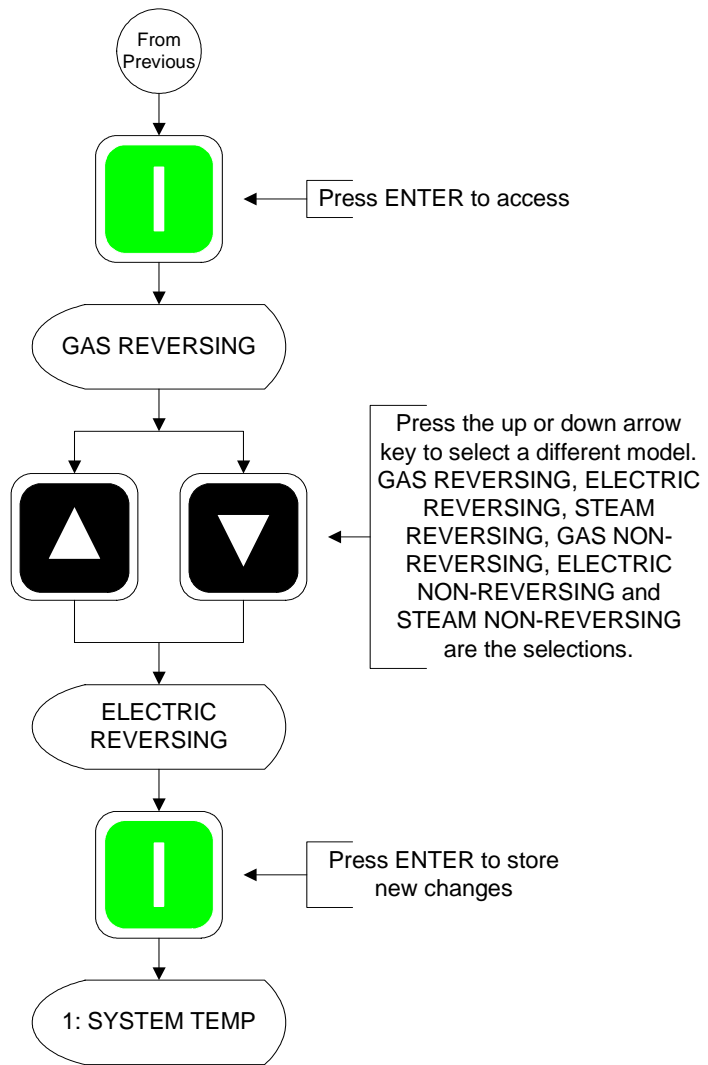 From
Previous
Press ENTER to access
GAS REVERSING
Press the up or down arrow
key to select a different model.
GAS REVERSING, ELECTRIC
REVERSING, STEAM
REVERSING, GAS NON-
REVERSING, ELECTRIC
NON-REVERSING and
STEAM NON-REVERSING
are the selections.
ELECTRIC
REVERSING
Press ENTER to store
new changes
1: SYSTEM TEMP